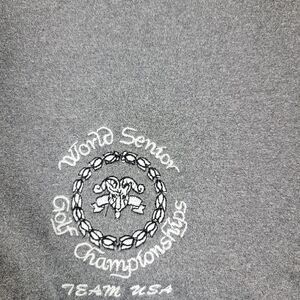 World Senior
Golf Championships
TEAM USA